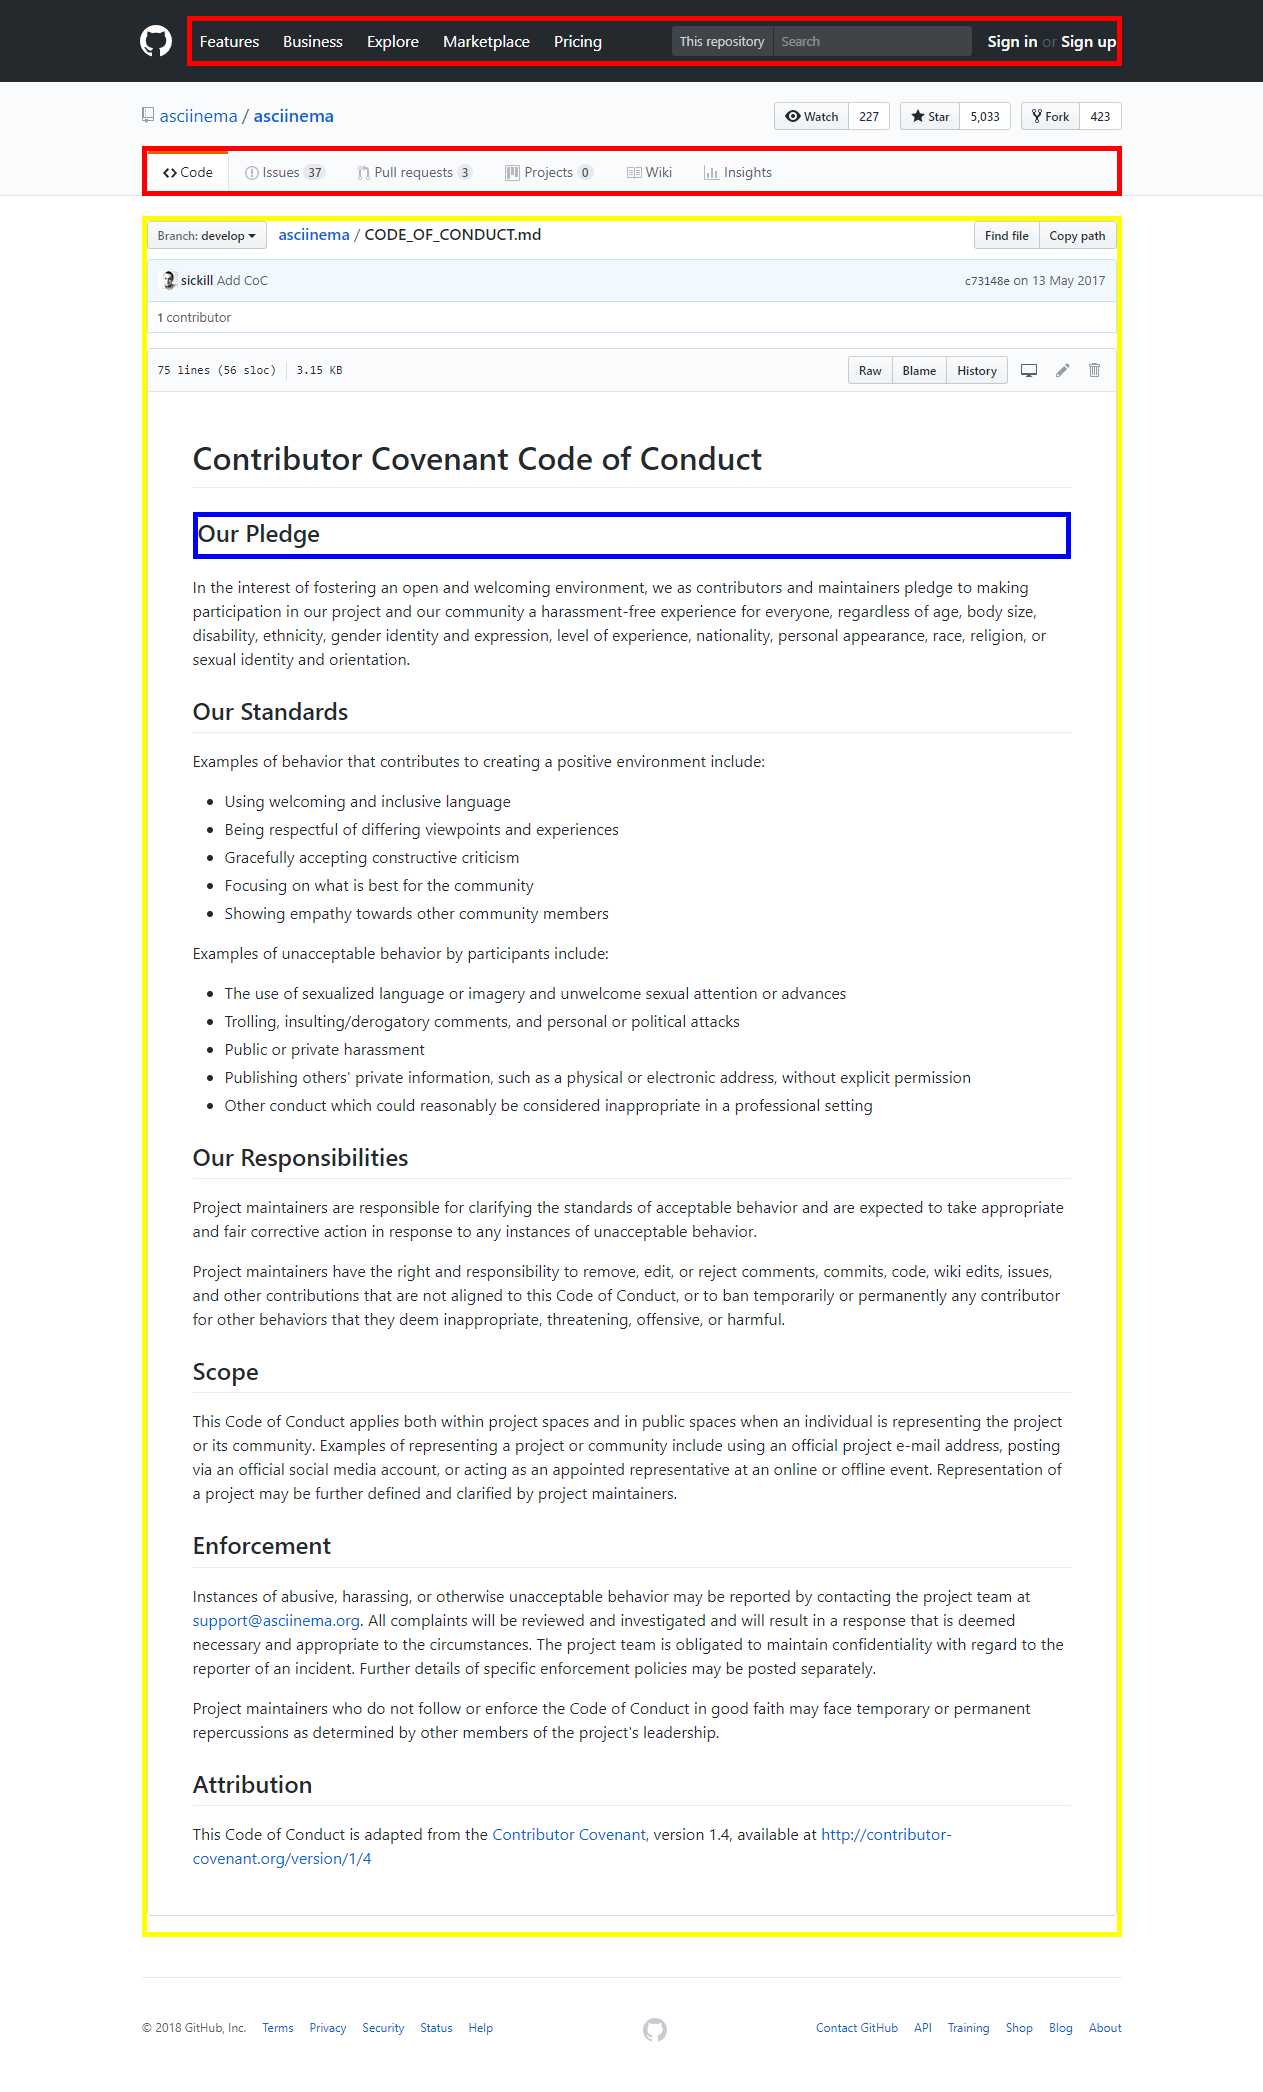 Features Business Explore Marketplace Pricing This repository Search Sign in or Sign up
asciinema / asciinema Watch 227 Star 5,033 Fork 423
Code Issues 37 Pull requests 3 Projects 0 Wiki Insights
Branch: develop asciinema / CODE_OF_CONDUCT.md Find file Copy path
sickill Add CoC c73148e on 13 May 2017
1 contributor
75 lines (56 sloc) 3.15 KB Raw Blame History
Contributor Covenant Code of Conduct
Our Pledge
In the interest of fostering an open and welcoming environment, we as contributors and maintainers pledge to making
participation in our project and our community a harassment-free experience for everyone, regardless of age, body size,
disability, ethnicity, gender identity and expression, level of experience, nationality, personal appearance, race, religion, or
sexual identity and orientation.
Our Standards
Examples of behavior that contributes to creating a positive environment include:
• Using welcoming and inclusive language
• Being respectful of differing viewpoints and experiences
• Gracefully accepting constructive criticism
• Focusing on what is best for the community
• Showing empathy towards other community members
Examples of unacceptable behavior by participants include:
• The use of sexualized language or imagery and unwelcome sexual attention or advances
• Trolling, insulting/derogatory comments, and personal or political attacks
• Public or private harassment
• Publishing others' private information, such as a physical or electronic address, without explicit permission
• Other conduct which could reasonably be considered inappropriate in a professional setting
Our Responsibilities
Project maintainers are responsible for clarifying the standards of acceptable behavior and are expected to take appropriate
and fair corrective action in response to any instances of unacceptable behavior.
Project maintainers have the right and responsibility to remove, edit, or reject comments, commits, code, wiki edits, issues,
and other contributions that are not aligned to this Code of Conduct, or to ban temporarily or permanently any contributor
for other behaviors that they deem inappropriate, threatening, offensive, or harmful.
Scope
This Code of Conduct applies both within project spaces and in public spaces when an individual is representing the project
or its community. Examples of representing a project or community include using an official project e-mail address, posting
via an official social media account, or acting as an appointed representative at an online or offline event. Representation of
a project may be further defined and clarified by project maintainers.
Enforcement
Instances of abusive, harassing, or otherwise unacceptable behavior may be reported by contacting the project team at
support@asciinema.org. All complaints will be reviewed and investigated and will result in a response that is deemed
necessary and appropriate to the circumstances. The project team is obligated to maintain confidentiality with regard to the
reporter of an incident. Further details of specific enforcement policies may be posted separately.
Project maintainers who do not follow or enforce the Code of Conduct in good faith may face temporary or permanent
repercussions as determined by other members of the project's leadership.
Attribution
This Code of Conduct is adapted from the Contributor Covenant, version 1.4, available at http://contributor-
covenant.org/version/1/4
© 2018 GitHub, Inc. Terms Privacy Security Status Help Contact GitHub API Training Shop Blog About